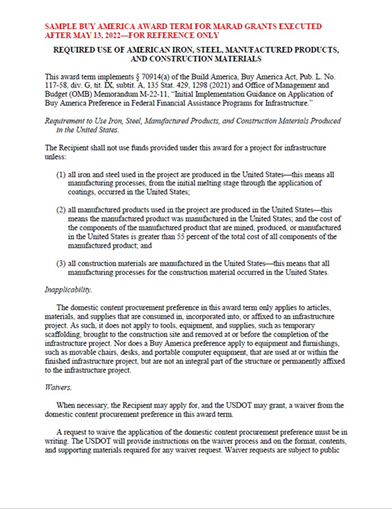 SAMPLE BUY AMERICA AWARD TERM FOR MARAD GRANTS EXECUTED
AFTER MAY 13, 2022—FOR REFERENCE ONLY
REQUIRED USE OF AMERICAN IRON, STEEL, MANUFACTURED PRODUCTS,
AND CONSTRUCTION MATERIALS
This award term implements § 70914(a) of the Build America, Buy America Act, Pub. L. No.
117-58, div. G, tit. IX, subtit. A, 135 Stat. 429, 1298 (2021) and Office of Management and
Budget (OMB) Memorandum M-22-11, “Initial Implementation Guidance on Application of
Buy America Preference in Federal Financial Assistance Programs for Infrastructure.”
Requirement to Use Iron, Steel, Manufactured Products, and Construction Materials Produced
in the United States.
The Recipient shall not use funds provided under this award for a project for infrastructure
unless:
(1) all iron and steel used in the project are produced in the United States—this means all
manufacturing processes, from the initial melting stage through the application of
coatings, occurred in the United States;
(2) all manufactured products used in the project are produced in the United States—this
means the manufactured product was manufactured in the United States; and the cost of
the components of the manufactured product that are mined, produced, or manufactured
in the United States is greater than 55 percent of the total cost of all components of the
manufactured product; and
(3) all construction materials are manufactured in the United States—this means that all
manufacturing processes for the construction material occurred in the United States.
Inapplicability.
The domestic content procurement preference in this award term only applies to articles,
materials, and supplies that are consumed in, incorporated into, or affixed to an infrastructure
project. As such, it does not apply to tools, equipment, and supplies, such as temporary
scaffolding, brought to the construction site and removed at or before the completion of the
infrastructure project. Nor does a Buy America preference apply to equipment and furnishings,
such as movable chairs, desks, and portable computer equipment, that are used at or within the
finished infrastructure project, but are not an integral part of the structure or permanently affixed
to the infrastructure project.
Waivers.
When necessary, the Recipient may apply for, and the USDOT may grant, a waiver from the
domestic content procurement preference in this award term.
A request to waive the application of the domestic content procurement preference must be in
writing. The USDOT will provide instructions on the waiver process and on the format, contents,
and supporting materials required for any waiver request. Waiver requests are subject to public